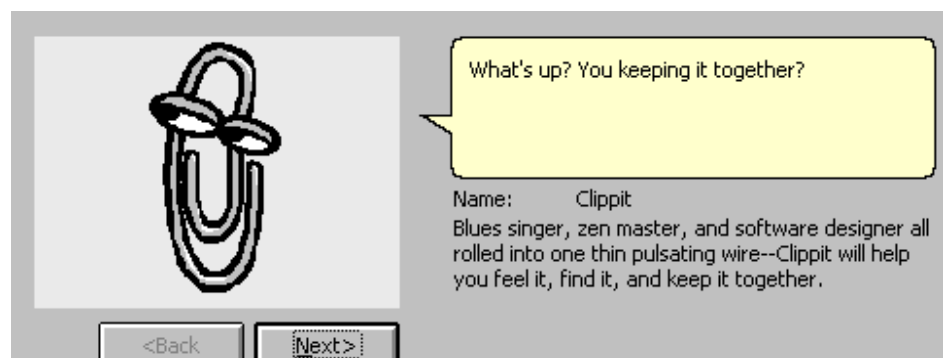 What's up? You keeping it together?
Name: Clippit
Blues singer, zen master, and software designer all
rolled into one thin pulsating wire--Clippit will help
you feel it, find it, and keep it together.
<Back Next>